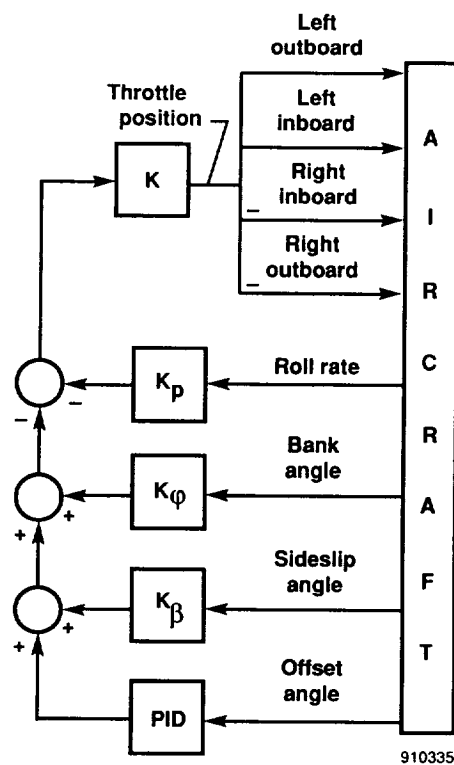 Left
outboard
Throttle
position
Left
inboard
K
Right
inboard
–
Right
outboard
–
A
I
R
C
R
A
F
T
Kp
Roll rate
–
–
Kφ
Bank
angle
+
+
Kβ
Sideslip
angle
+
+
PID
Offset
angle
910335